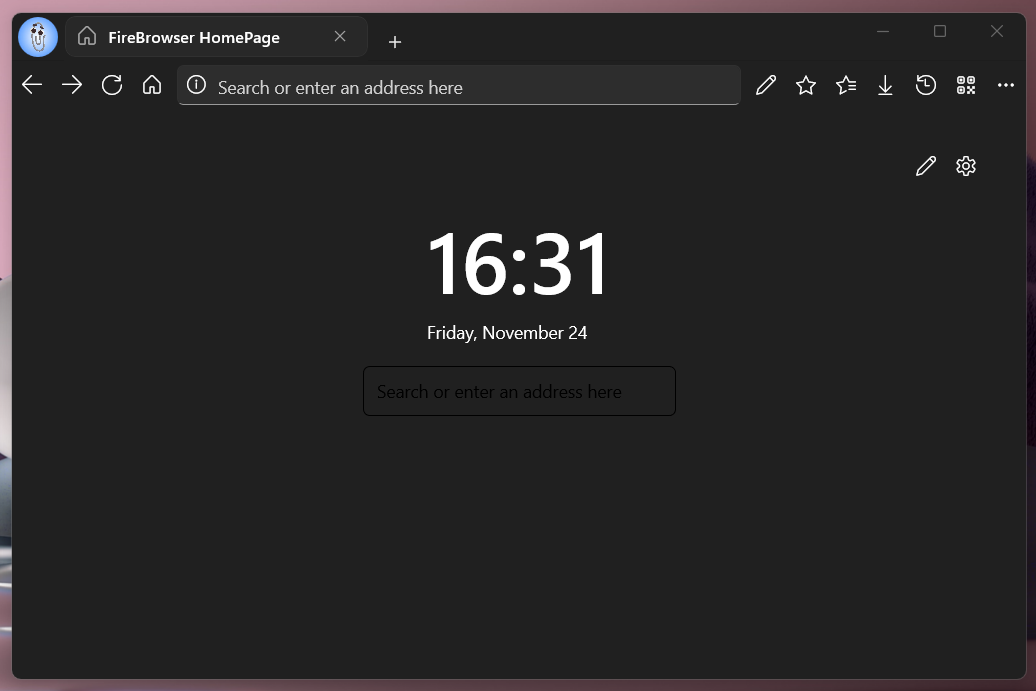 FireBrowser HomePage
Search or enter an address here
16:31
Friday, November 24
Search or enter an address here